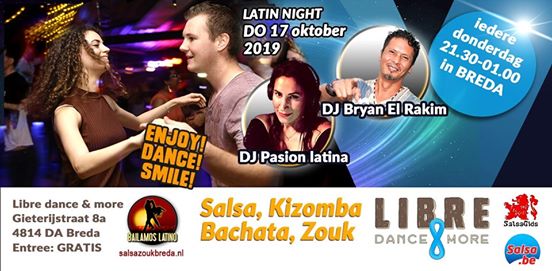 LATIN NIGHT
DO 17 oktober
2019
iedere
donderdag
21.30-01.00
in BREDA
DJ Bryan El Rakim
DJ Pasion latina
ENJOY!
DANCE!
SMILE!
Libre dance & more
Gieterijstraat 8a
4814 DA Breda
Entree: GRATIS
BAILAMOS LATINO
salsazoukbreda.nl
Salsa, Kizomba
Bachata, Zouk
LIBRE
DANCE & MORE
SalsaGids
Salsa
.be